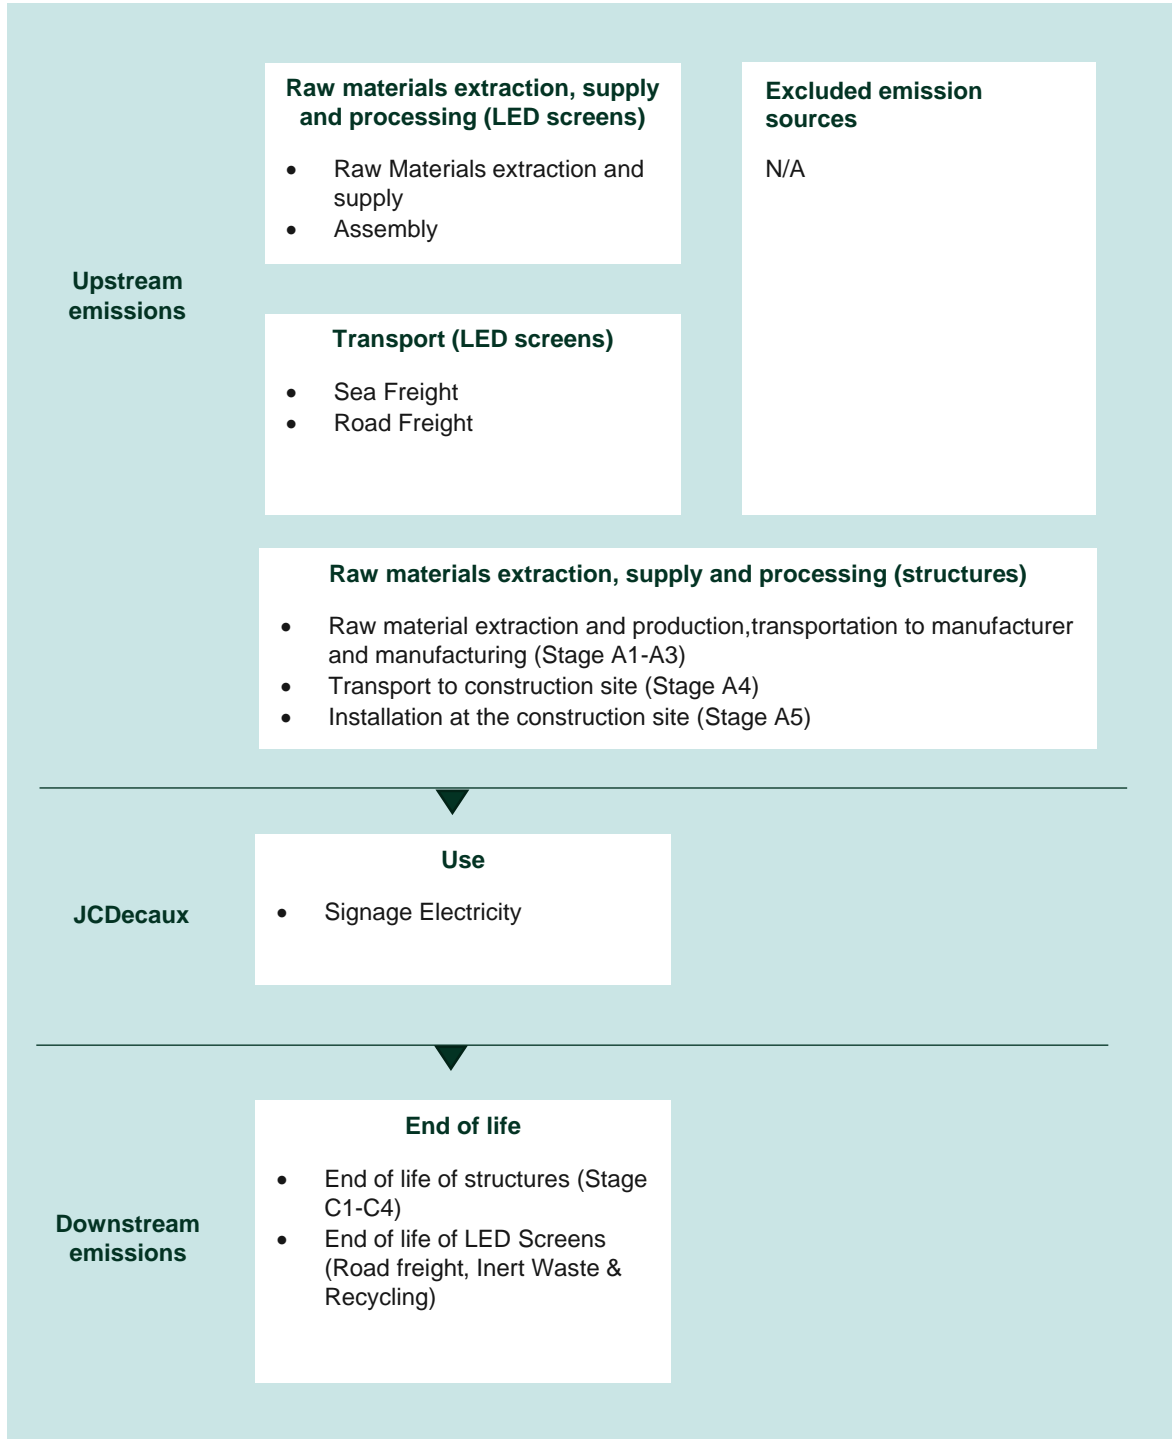 Raw materials extraction, supply
and processing (LED screens)
• Raw Materials extraction and
supply
• Assembly
Excluded emission
sources
N/A
Upstream
emissions
Transport (LED screens)
• Sea Freight
• Road Freight
Raw materials extraction, supply and processing (structures)
• Raw material extraction and production,transportation to manufacturer
and manufacturing (Stage A1-A3)
• Transport to construction site (Stage A4)
• Installation at the construction site (Stage A5)
JCDecaux
Use
• Signage Electricity
Downstream
emissions
End of life
• End of life of structures (Stage
C1-C4)
• End of life of LED Screens
(Road freight, Inert Waste &
Recycling)